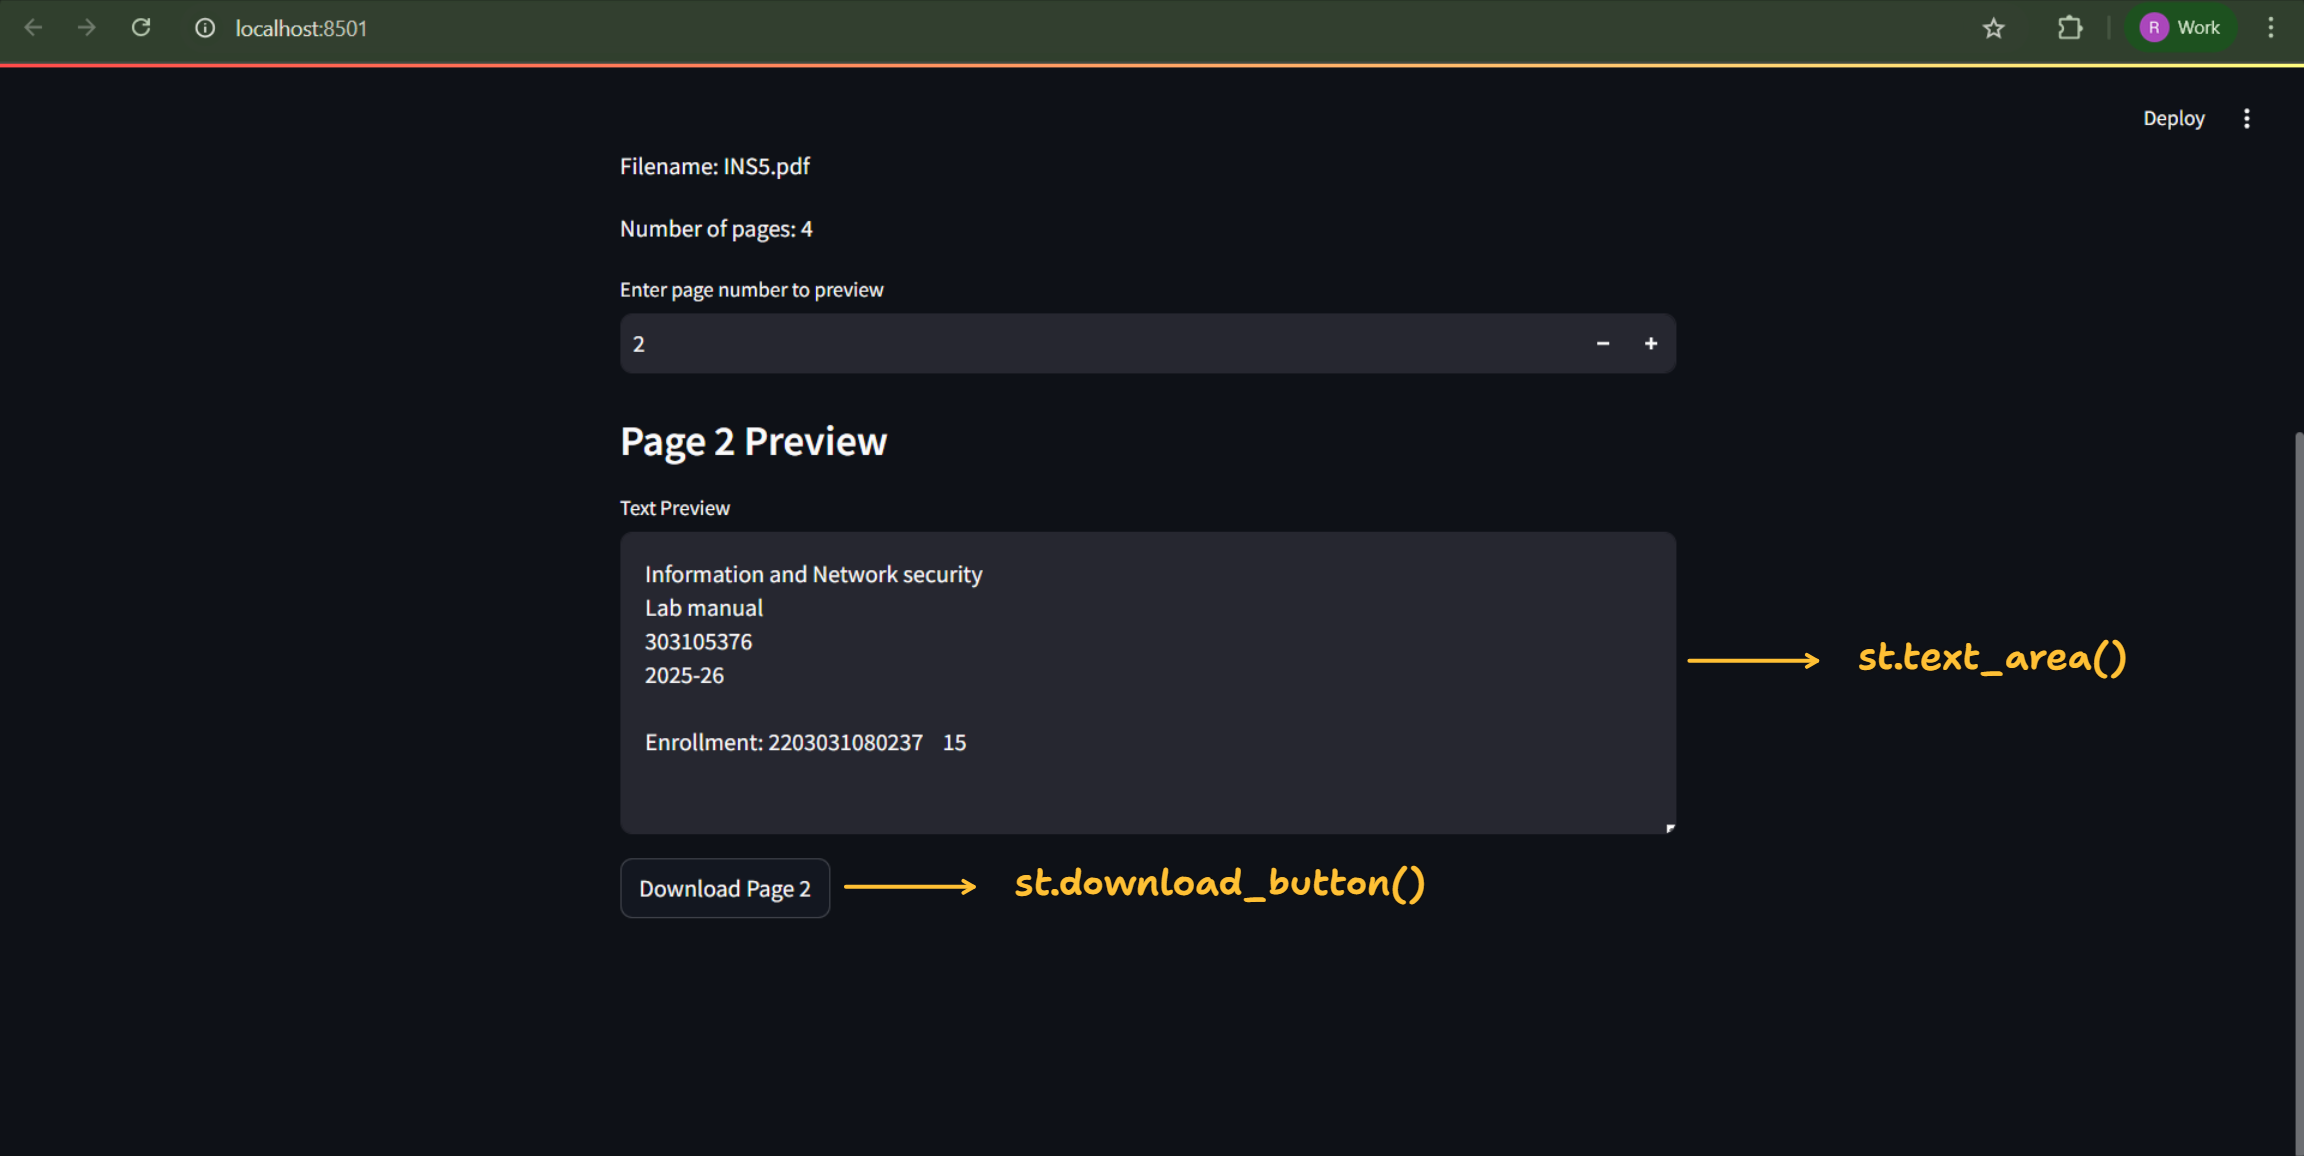 localhost:8501
R Work
Deploy
Filename: INS5.pdf
Number of pages: 4
Enter page number to preview
2
Page 2 Preview
Text Preview
Information and Network security
Lab manual
303105376
2025-26
Enrollment: 2203031080237 15
st.text_area()
Download Page 2
st.download_button()